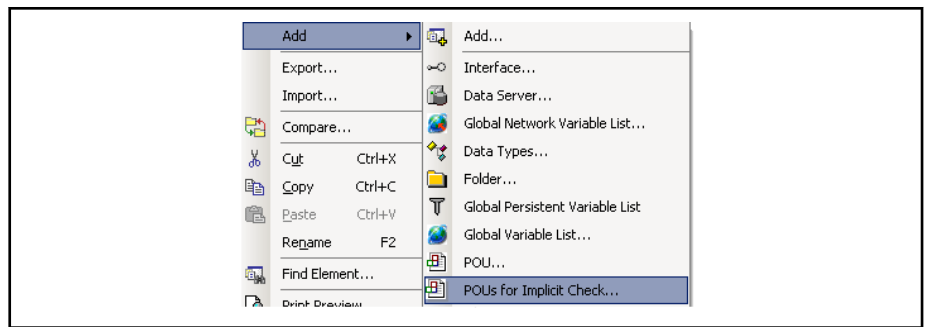 Add
Export...
Import...
Compare...
Cut Ctrl+X
Copy Ctrl+C
Paste Ctrl+V
Rename F2
Find Element...
Print Preview
Add...
Interface...
Data Server...
Global Network Variable List...
Data Types...
Folder...
Global Persistent Variable List
Global Variable List...
POU...
POUs for Implicit Check...